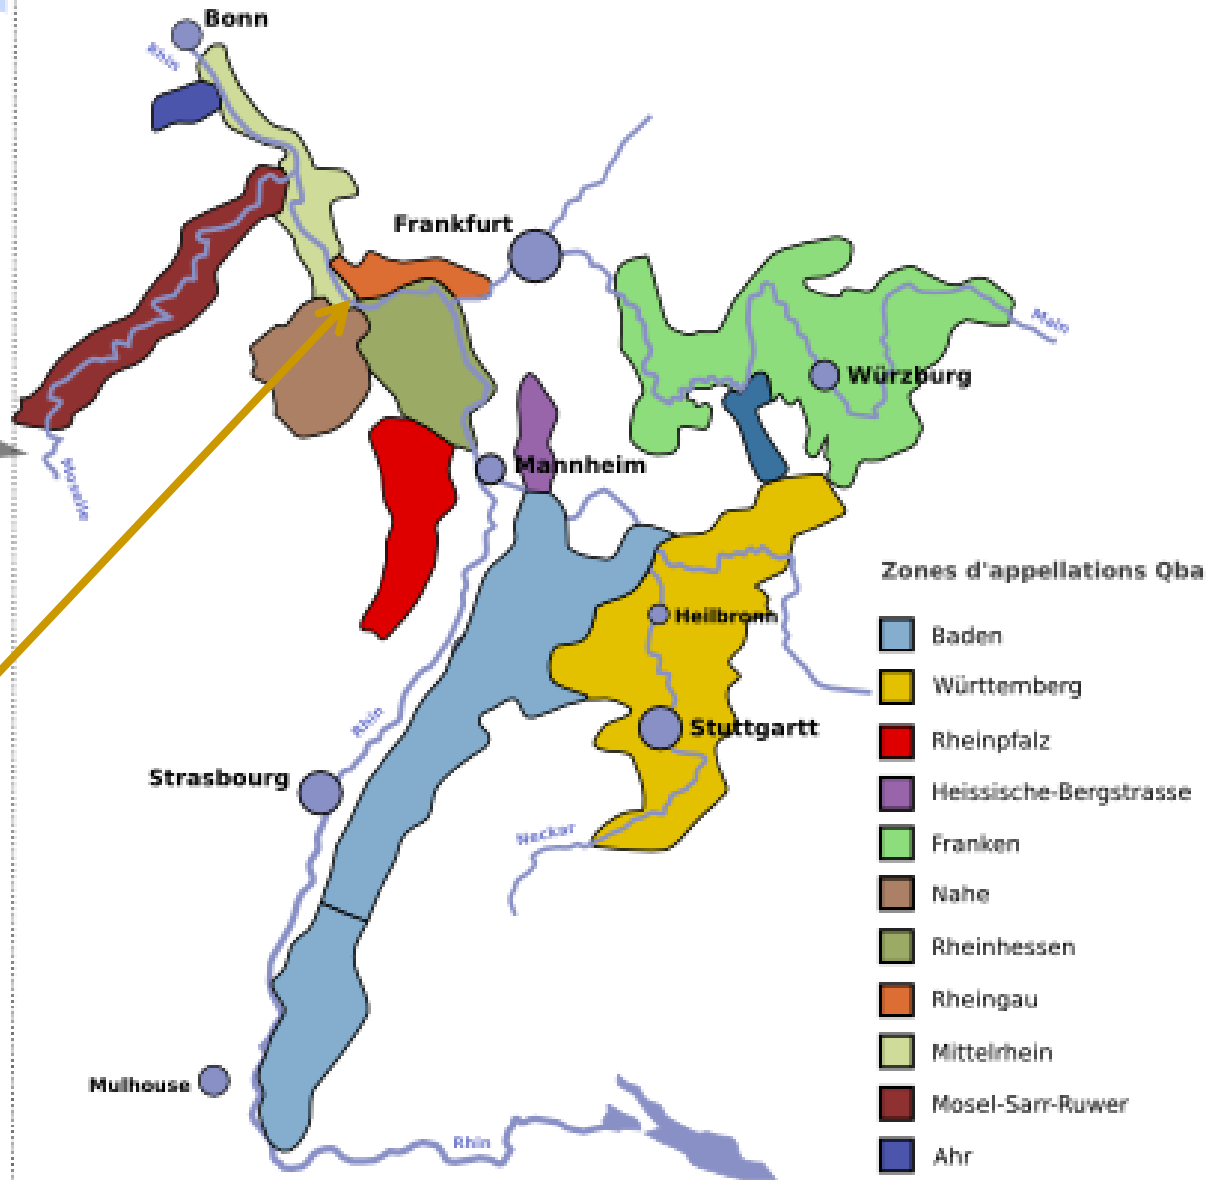 Bonn
Rhin
Frankfurt
Main
Würzburg
Mannheim
Moselle
Zones d'appellations Qba
Heilbronn
Baden
Württemberg
Rhin
Stuttgartt
Rheinpfalz
Strasbourg
Heissische-Bergstrasse
Neckar
Franken
Nahe
Rheinhessen
Rheingau
Mittelrhein
Mulhouse
Mosel-Sarr-Ruwer
Rhin
Ahr